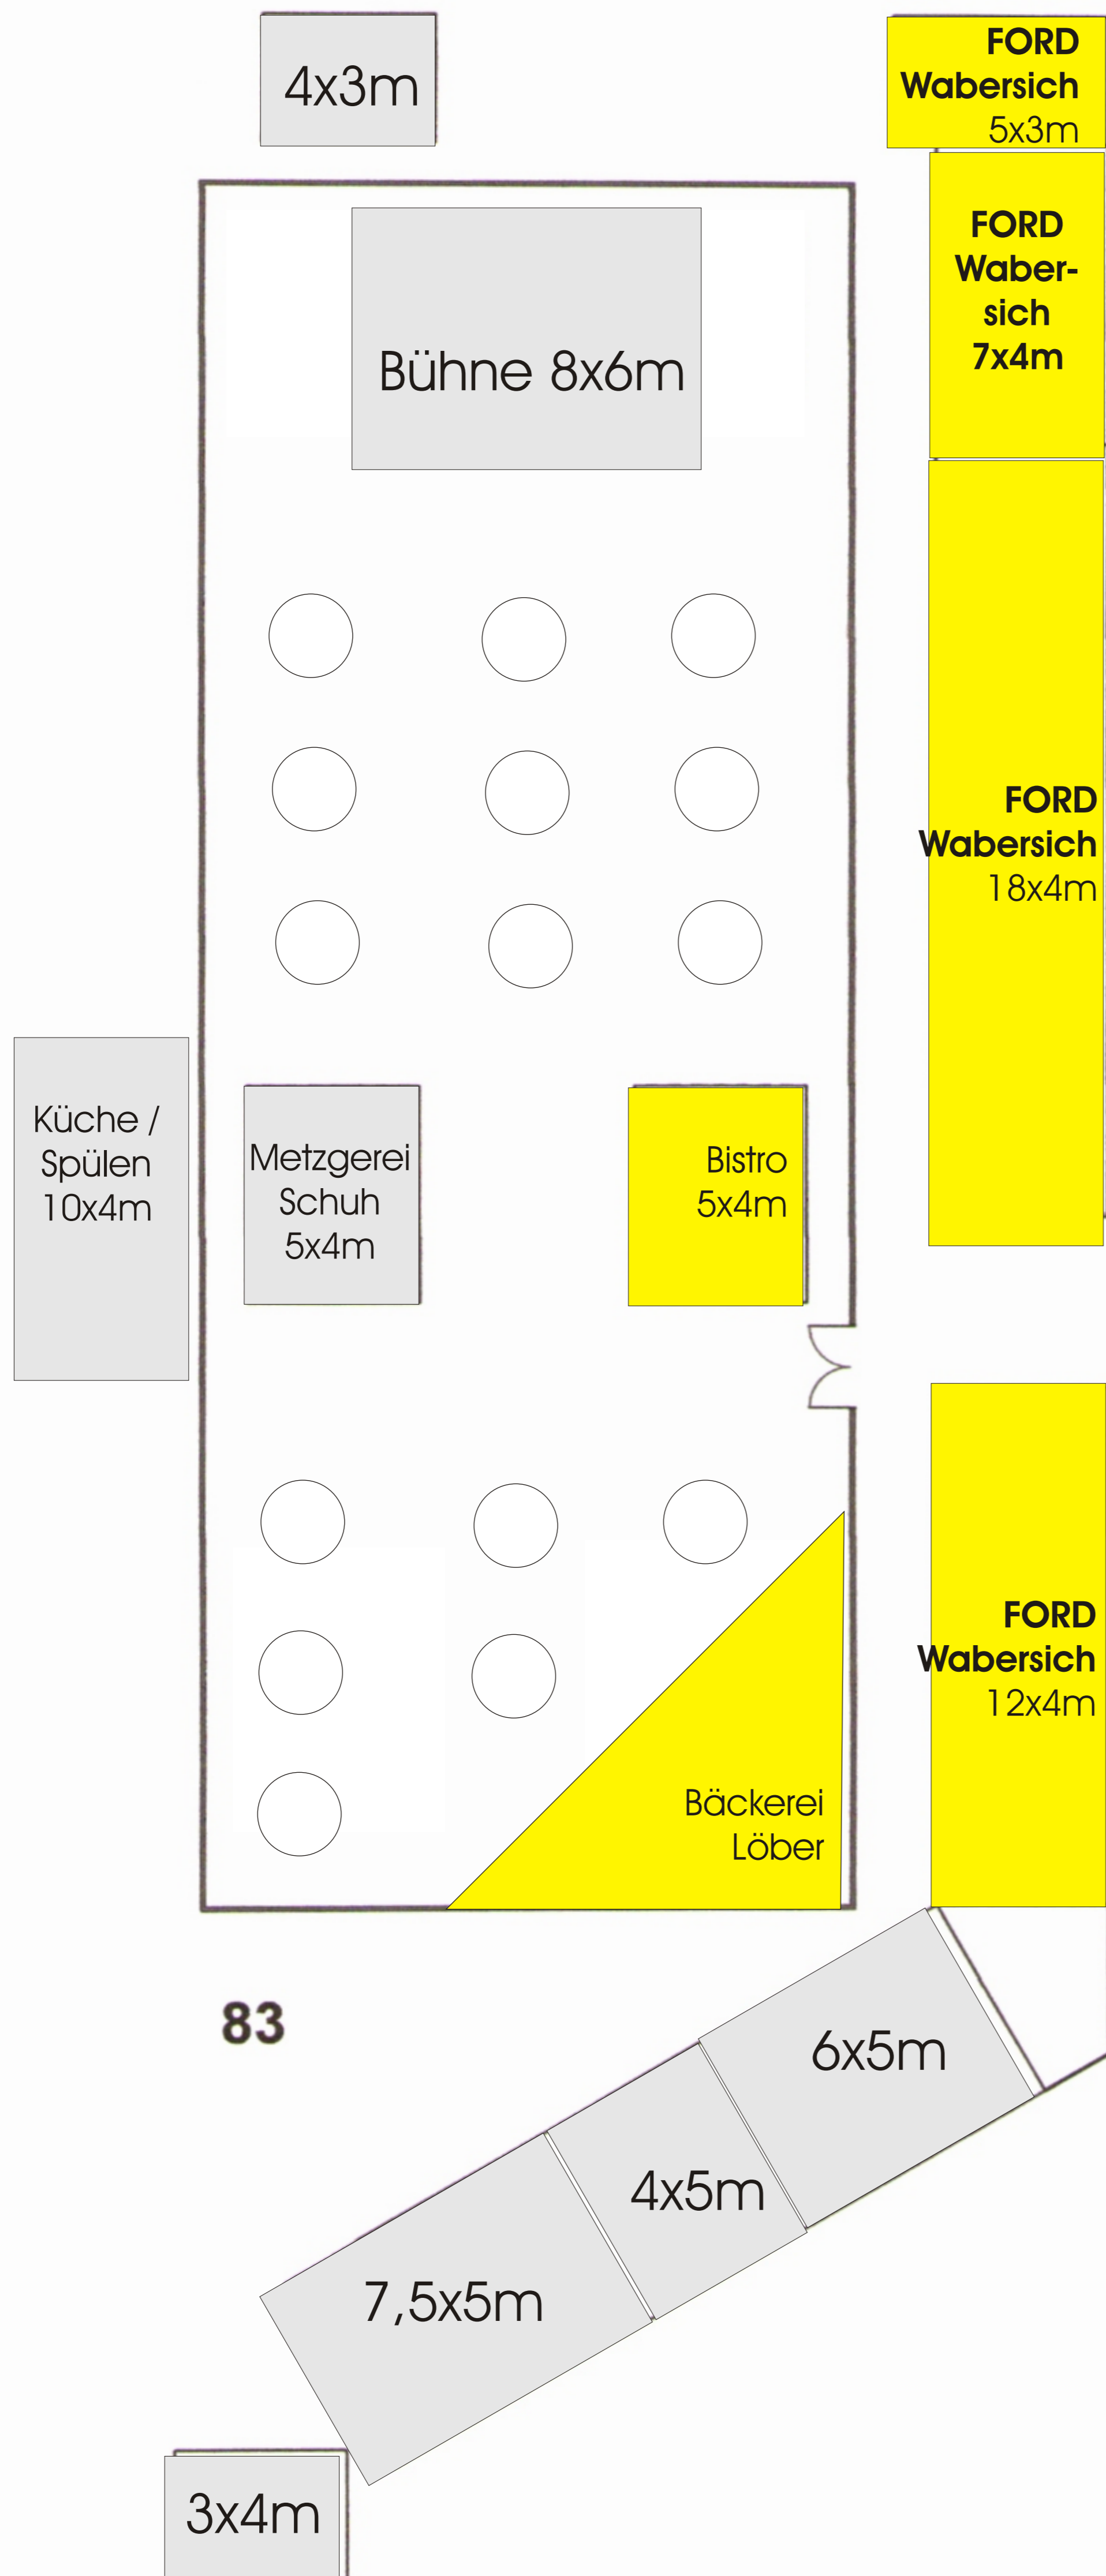 4x3m
FORD
Wabersich
5x3m
FORD
Waber-
sich
7x4m
Bühne 8x6m
FORD
Wabersich
18x4m
Küche /
Spülen
10x4m
Metzgerei
Schuh
5x4m
Bistro
5x4m
FORD
Wabersich
12x4m
Bäckerei
Löber
83
6x5m
4x5m
7,5x5m
3x4m